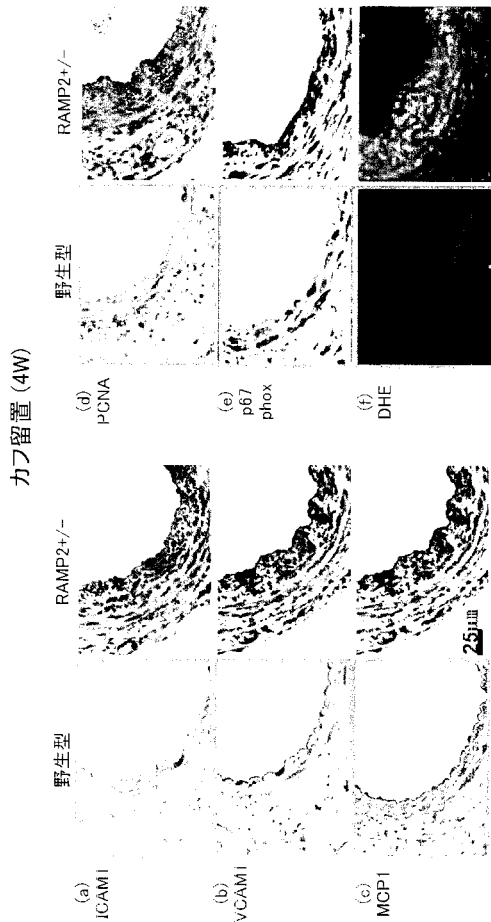 カフ留置 (4W)
野生型
RAMP2+/-
(a)
ICAM1
(b)
VCAM1
(c)
MCP1
25μm
野生型
RAMP2+/-
(d)
PCNA
(e)
p67
phox
(f)
DHE